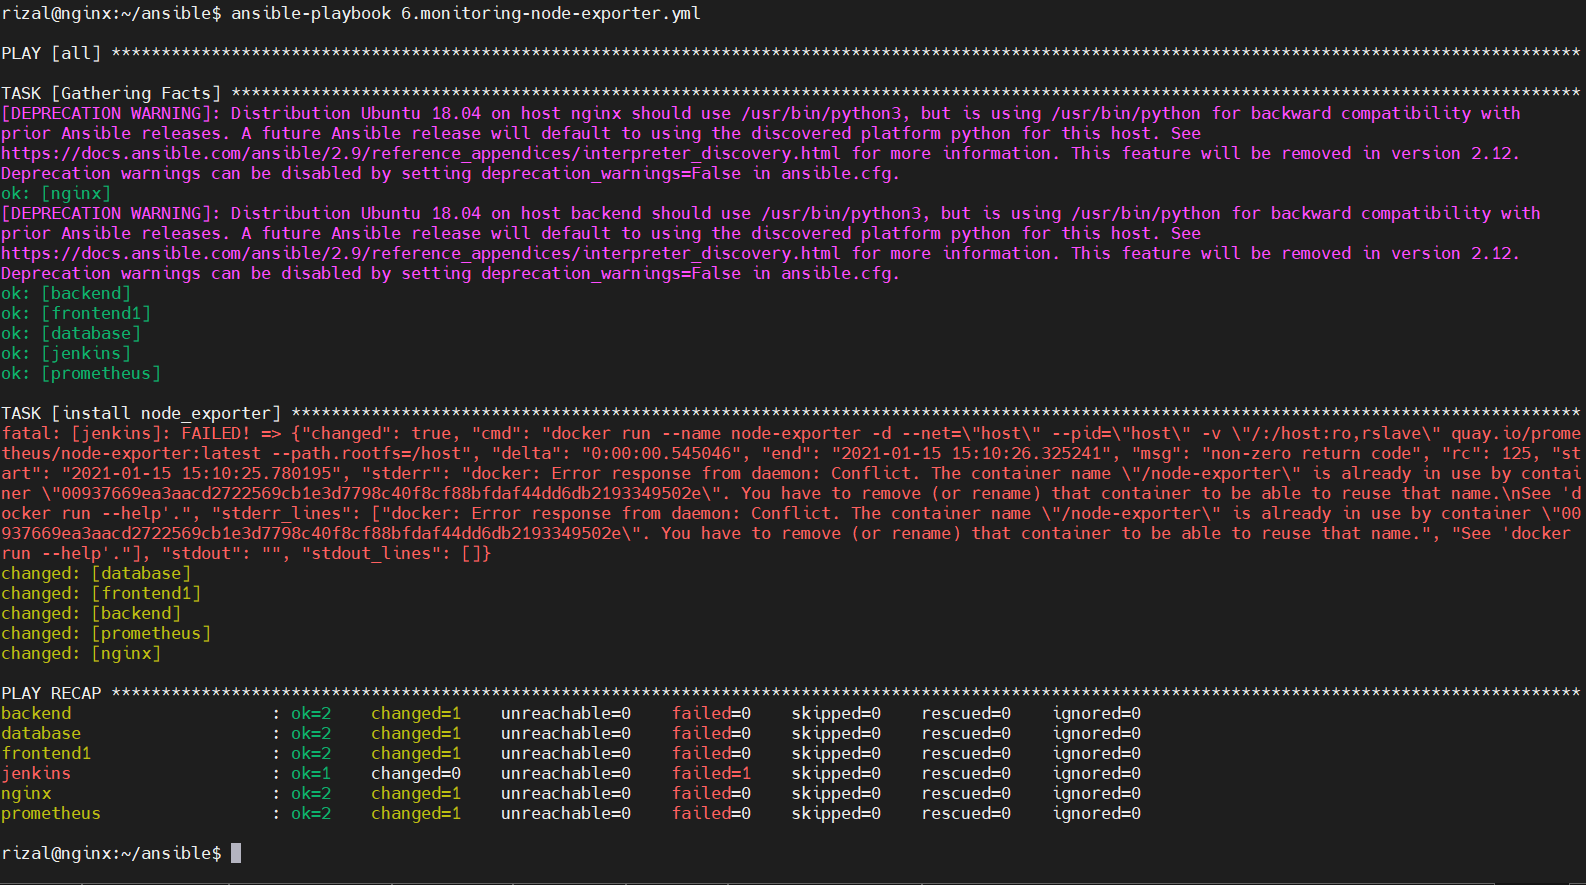 rizal@nginx:~/ansible$ ansible-playbook 6.monitoring-node-exporter.yml
PLAY [all] ***************************************************************************************************************************************************
TASK [Gathering Facts] ***************************************************************************************************************************************
[DEPRECATION WARNING]: Distribution Ubuntu 18.04 on host nginx should use /usr/bin/python3, but is using /usr/bin/python for backward compatibility with
prior Ansible releases. A future Ansible release will default to using the discovered platform python for this host. See
https://docs.ansible.com/ansible/2.9/reference_appendices/interpreter_discovery.html for more information. This feature will be removed in version 2.12.
Deprecation warnings can be disabled by setting deprecation_warnings=False in ansible.cfg.
ok: [nginx]
[DEPRECATION WARNING]: Distribution Ubuntu 18.04 on host backend should use /usr/bin/python3, but is using /usr/bin/python for backward compatibility with
prior Ansible releases. A future Ansible release will default to using the discovered platform python for this host. See
https://docs.ansible.com/ansible/2.9/reference_appendices/interpreter_discovery.html for more information. This feature will be removed in version 2.12.
Deprecation warnings can be disabled by setting deprecation_warnings=False in ansible.cfg.
ok: [backend]
ok: [frontend1]
ok: [database]
ok: [jenkins]
ok: [prometheus]
TASK [install node_exporter] *********************************************************************************************************************************
fatal: [jenkins]: FAILED! => {"changed": true, "cmd": "docker run --name node-exporter -d --net=\"host\" --pid=\"host\" -v \"/:/host:ro,rslave\" quay.io/prome
theus/node-exporter:latest --path.rootfs=/host", "delta": "0:00:00.545046", "end": "2021-01-15 15:10:26.325241", "msg": "non-zero return code", "rc": 125, "st
art": "2021-01-15 15:10:25.780195", "stderr": "docker: Error response from daemon: Conflict. The container name \"/node-exporter\" is already in use by contai
ner \"00937669ea3aacd2722569cb1e3d7798c40f8cf88bfdaf44dd6db2193349502e\". You have to remove (or rename) that container to be able to reuse that name.\nSee 'd
ocker run --help'.", "stderr_lines": ["docker: Error response from daemon: Conflict. The container name \"/node-exporter\" is already in use by container \"00
937669ea3aacd2722569cb1e3d7798c40f8cf88bfdaf44dd6db2193349502e\". You have to remove (or rename) that container to be able to reuse that name.", "See 'docker
run --help'."], "stdout": "", "stdout_lines": []}
changed: [database]
changed: [frontend1]
changed: [backend]
changed: [prometheus]
changed: [nginx]
PLAY RECAP ***************************************************************************************************************************************************
backend                    : ok=2    changed=1    unreachable=0    failed=0    skipped=0    rescued=0    ignored=0
database                   : ok=2    changed=1    unreachable=0    failed=0    skipped=0    rescued=0    ignored=0
frontend1                  : ok=2    changed=1    unreachable=0    failed=0    skipped=0    rescued=0    ignored=0
jenkins                    : ok=1    changed=0    unreachable=0    failed=1    skipped=0    rescued=0    ignored=0
nginx                      : ok=2    changed=1    unreachable=0    failed=0    skipped=0    rescued=0    ignored=0
prometheus                 : ok=2    changed=1    unreachable=0    failed=0    skipped=0    rescued=0    ignored=0
rizal@nginx:~/ansible$